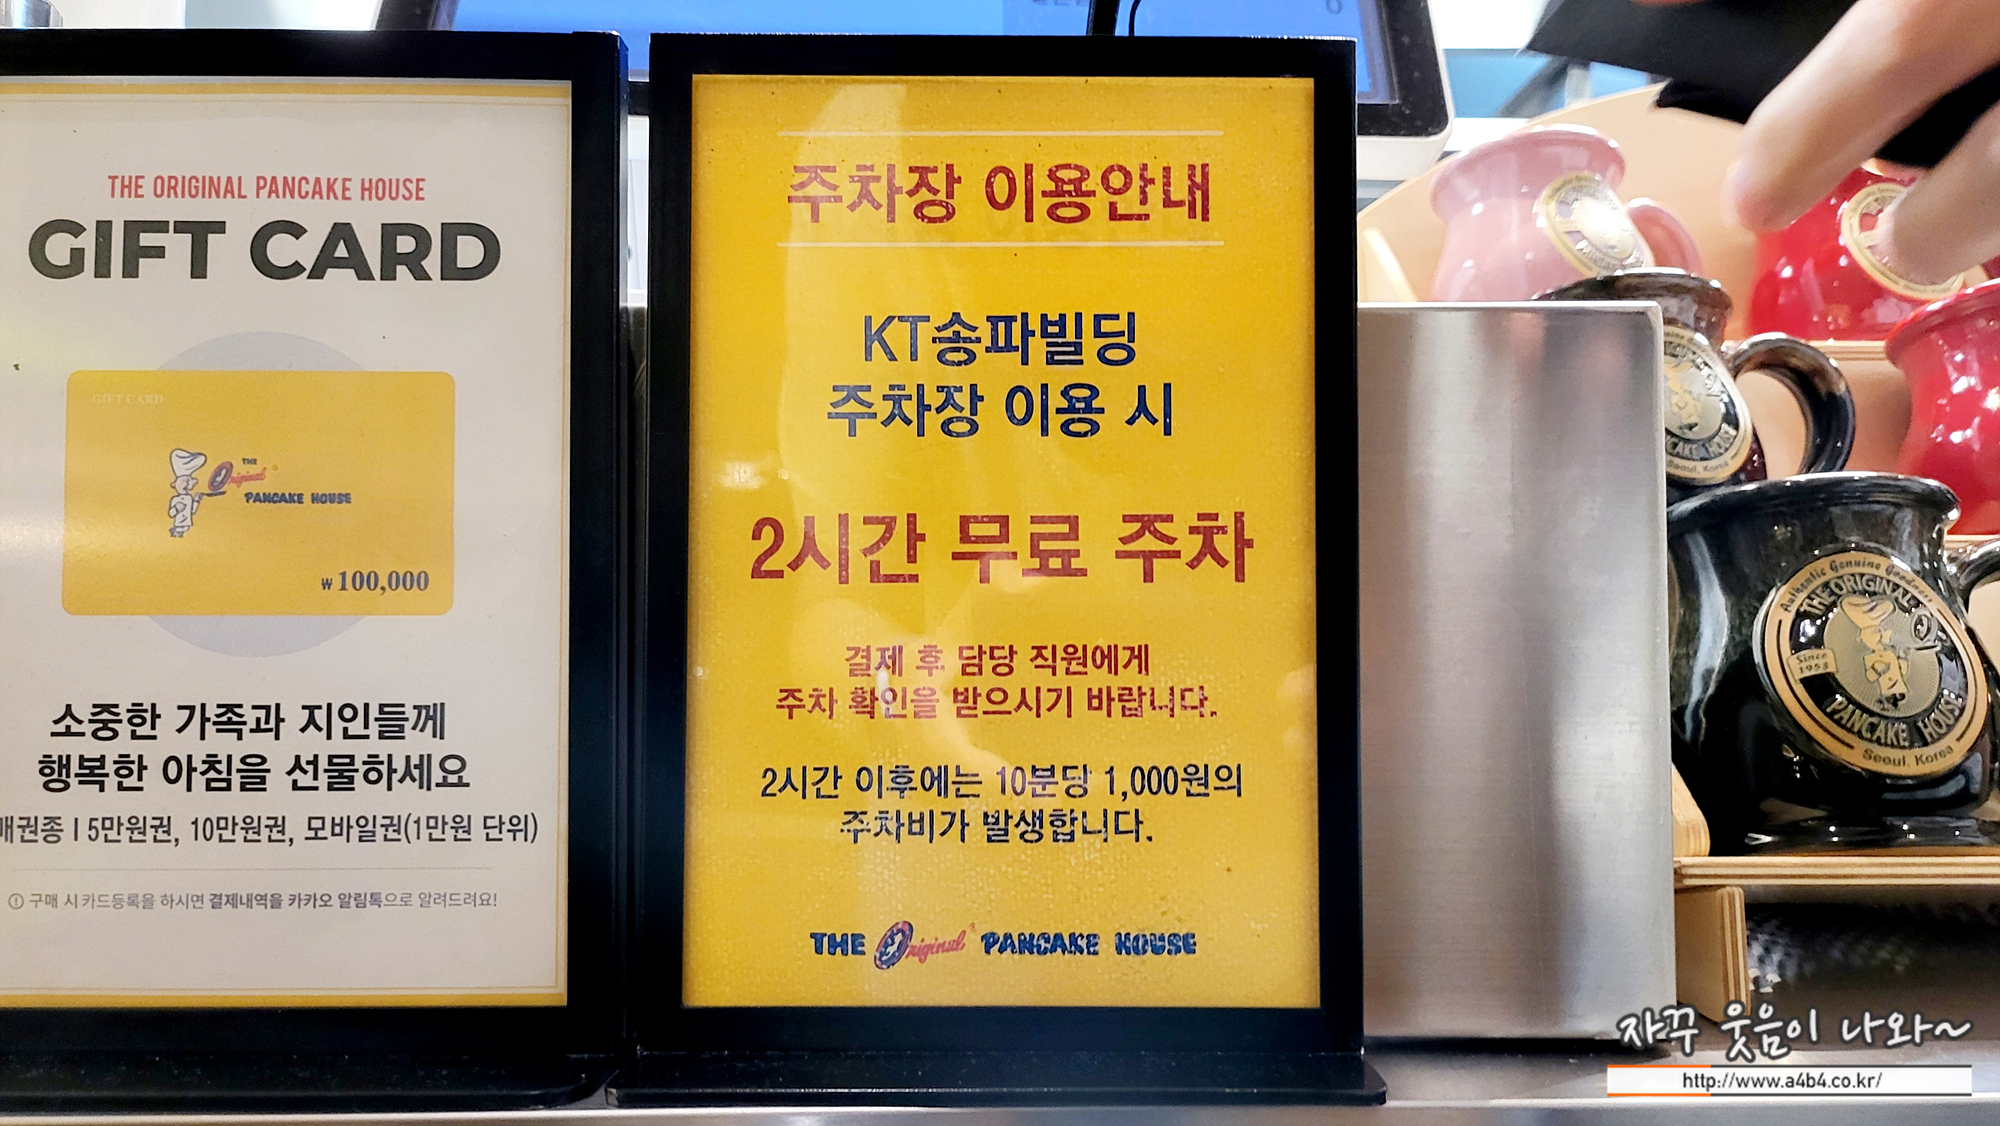 THE ORIGINAL PANCAKE HOUSE
GIFT CARD
GIFT CARD
THE
Original
PANCAKE HOUSE
₩100,000
소중한 가족과 지인들께
행복한 아침을 선물하세요
매권종 I 5만원권, 10만원권, 모바일권(1만원 단위)
구매 시 카드등록을 하시면 결제내역을 카카오 알림톡으로 알려드려요!
주차장 이용안내
KT송파빌딩
주차장 이용 시
2시간 무료 주차
결제 후 담당 직원에게
주차 확인을 받으시기 바랍니다.
2시간 이후에는 10분당 1,000원의
주차비가 발생합니다.
THE Original PANCAKE HOUSE
PANCAKE HOUSE
Seoul, Korea
Authentic Genuine Goodness
THE ORIGINAL
Since
1953
PANCAKE HOUSE
Seoul, Korea
자꾸 웃음이 나와~
http://www.a4b4.co.kr/